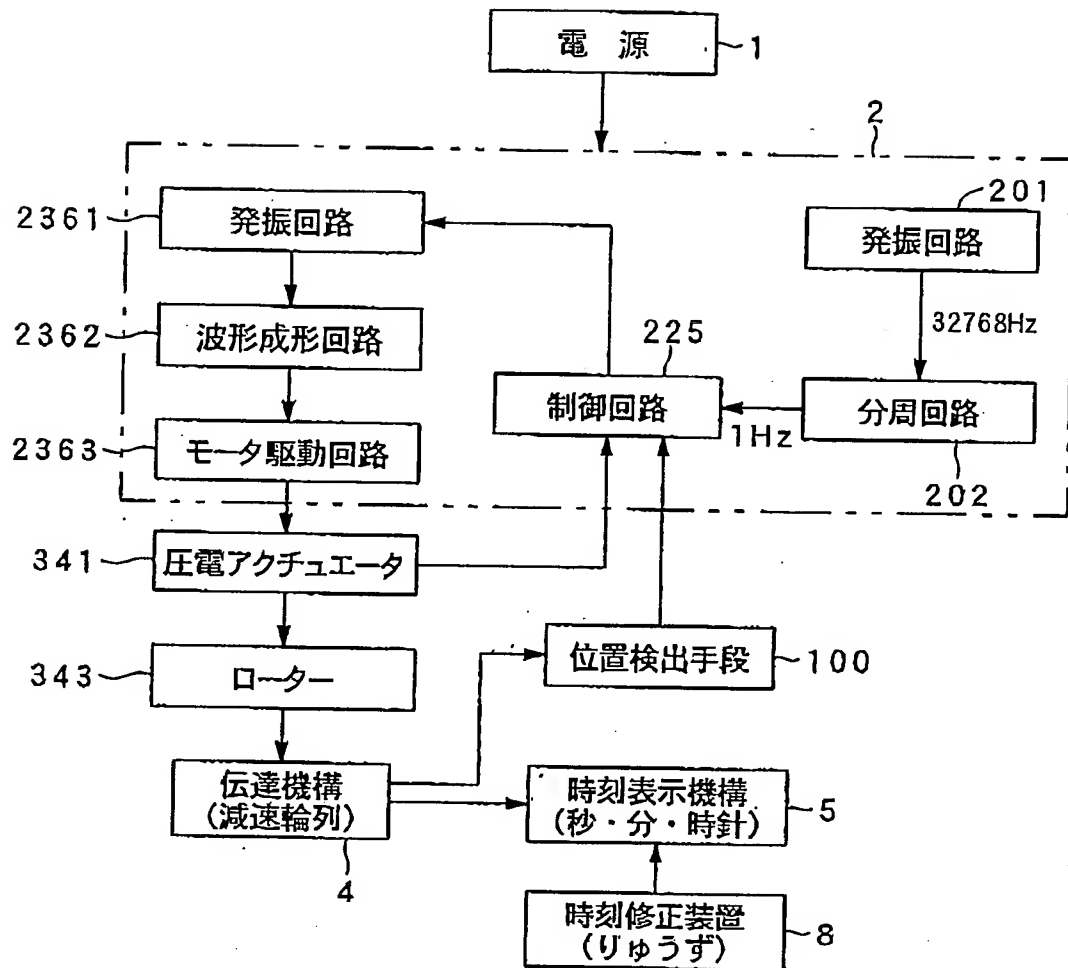 電 源
1
2
2361
発振回路
201
発振回路
2362
波形成形回路
32768Hz
225
制御回路
分周回路
1Hz
2363
モータ駆動回路
202
341
圧電アクチュエータ
343
ローター
位置検出手段
100
伝達機構
(減速輪列)
4
時刻表示機構
(秒・分・時針)
5
時刻修正装置
(りゅうず)
8